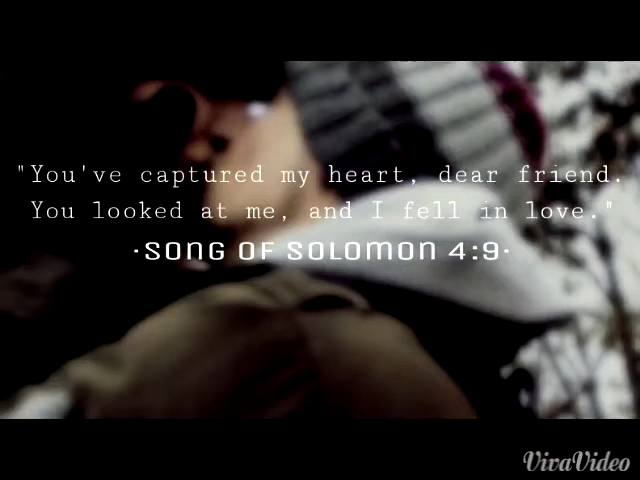 "You've captured my heart, dear friend.
You looked at me, and I fell in love."
·SONG OF SOLOMON 4:9·
VivaVideo